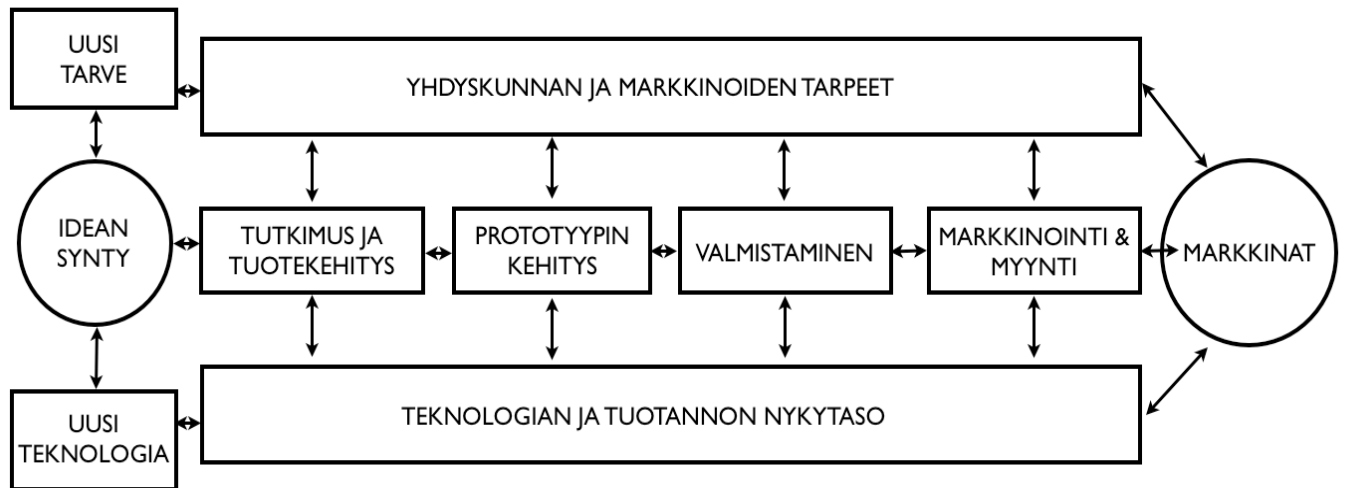 UUSI
TARVE
YHDYSKUNNAN JA MARKKINOIDEN TARPEET
IDEAN
SYNTY
TUTKIMUS JA
TUOTEKEHITYS
PROTOTYYPIN
KEHITYS
VALMISTAMINEN
MARKKINOINTI &
MYYNTI
MARKKINAT
UUSI
TEKNOLOGIA
TEKNOLOGIAN JA TUOTANNON NYKYTASO